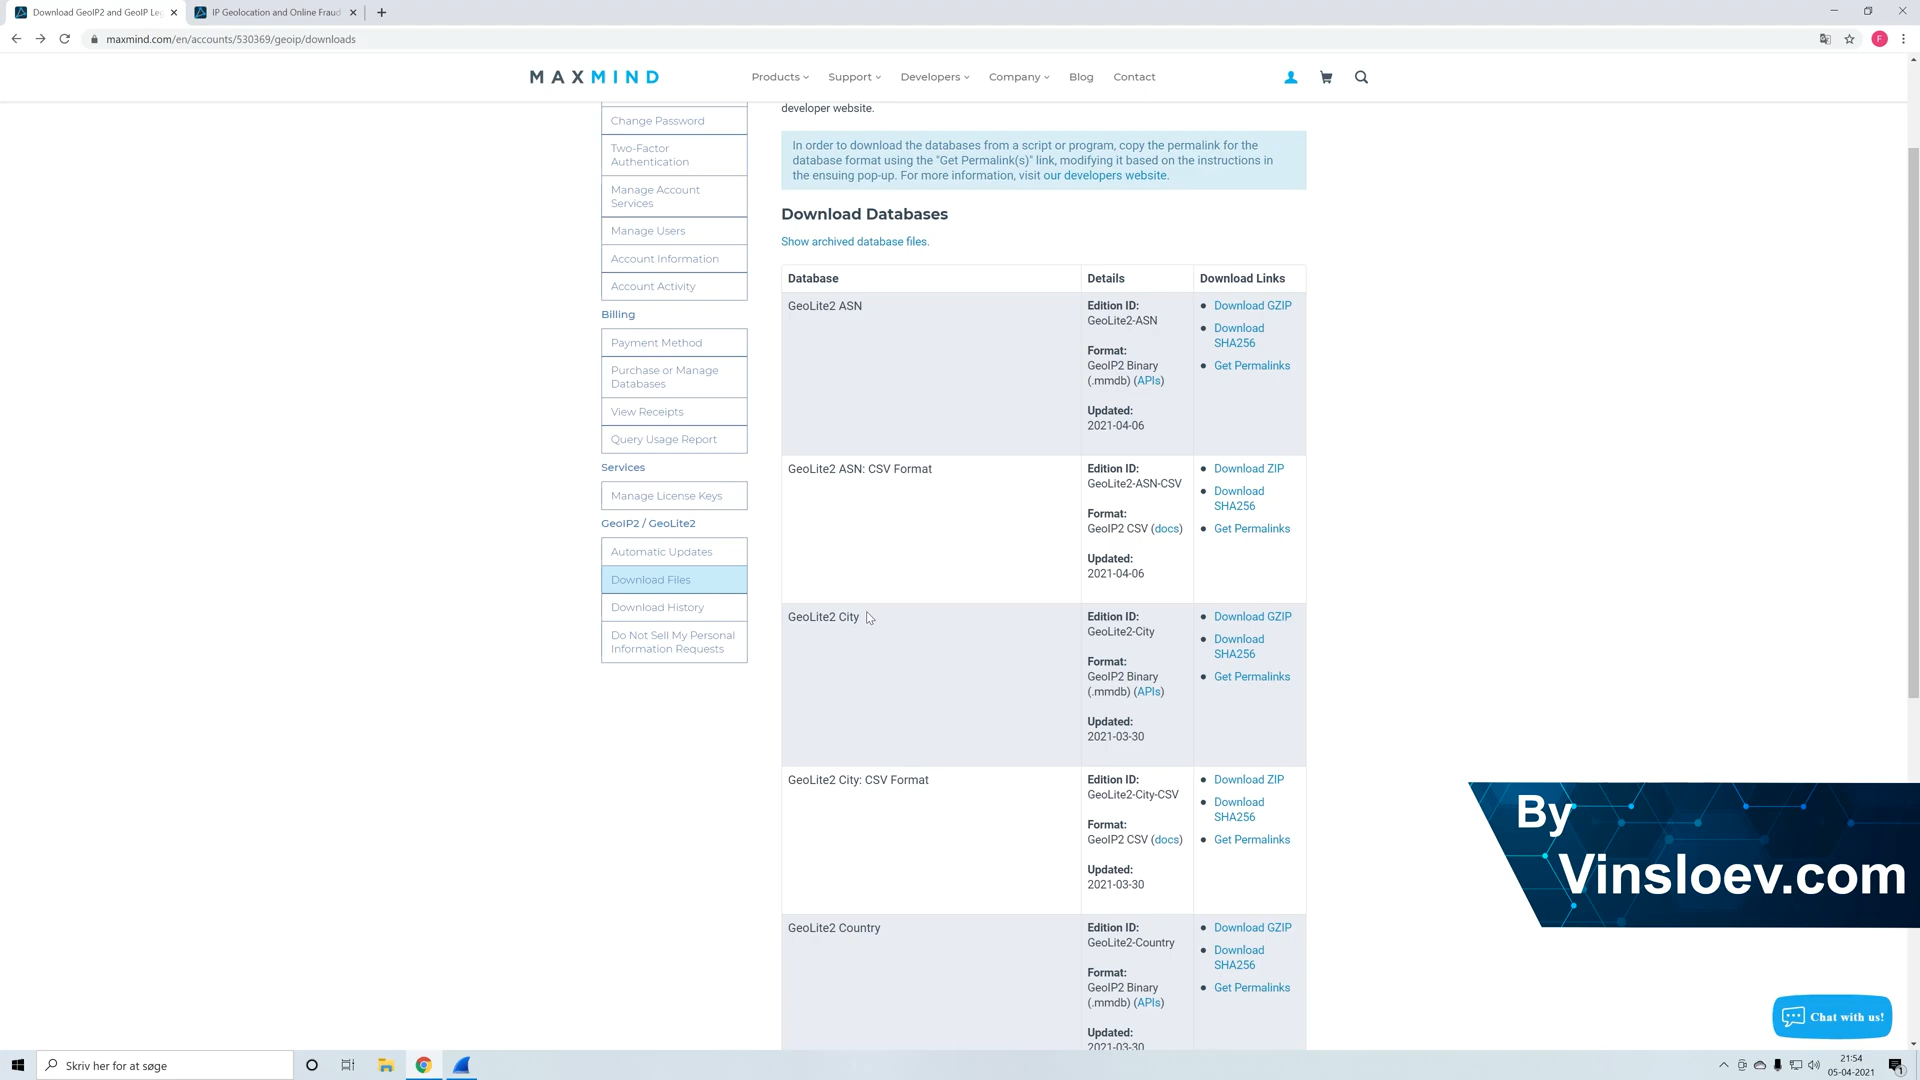 Download GeoIP2 and GeoIP Leg
IP Geolocation and Online Fraud
maxmind.com/en/accounts/530369/geoip/downloads
F
MAXMIND
Products
Support
Developers
Company
Blog
Contact
Change Password
Two-Factor
Authentication
Manage Account
Services
Manage Users
Account Information
Account Activity
Billing
Payment Method
Purchase or Manage
Databases
View Receipts
Query Usage Report
Services
Manage License Keys
GeoIP2 / GeoLite2
Automatic Updates
Download Files
Download History
Do Not Sell My Personal
Information Requests
developer website.
In order to download the databases from a script or program, copy the permalink for the
database format using the "Get Permalink(s)" link, modifying it based on the instructions in
the ensuing pop-up. For more information, visit our developers website.
Download Databases
Show archived database files.
Database
Details
Download Links
GeoLite2 ASN
Edition ID:
GeoLite2-ASN
Format:
GeoIP2 Binary
(.mmdb) (APIs)
Updated:
2021-04-06
Download GZIP
Download
SHA256
Get Permalinks
GeoLite2 ASN: CSV Format
Edition ID:
GeoLite2-ASN-CSV
Format:
GeoIP2 CSV (docs)
Updated:
2021-04-06
Download ZIP
Download
SHA256
Get Permalinks
GeoLite2 City
Edition ID:
GeoLite2-City
Format:
GeoIP2 Binary
(.mmdb) (APIs)
Updated:
2021-03-30
Download GZIP
Download
SHA256
Get Permalinks
GeoLite2 City: CSV Format
Edition ID:
GeoLite2-City-CSV
Format:
GeoIP2 CSV (docs)
Updated:
2021-03-30
Download ZIP
Download
SHA256
Get Permalinks
GeoLite2 Country
Edition ID:
GeoLite2-Country
Format:
GeoIP2 Binary
(.mmdb) (APIs)
Updated:
2021-03-30
Download GZIP
Download
SHA256
Get Permalinks
By
Vinsloev.com
Chat with us!
Skriv her for at søge
21:54
05-04-2021
1